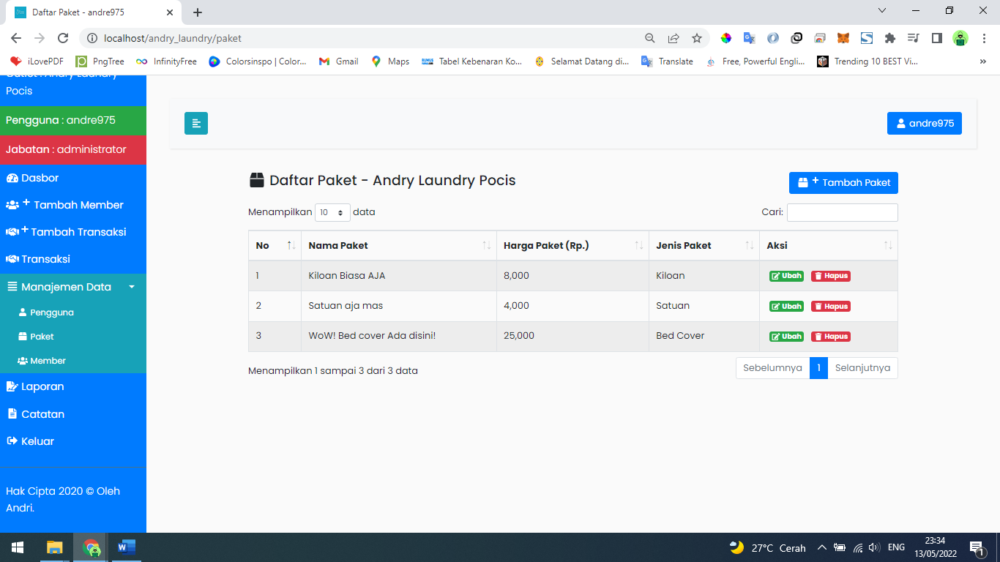 Daftar Paket - andre975
localhost/andry_laundry/paket
iLovePDF PngTree InfinityFree Colorsinspo | Color... Gmail Maps Tabel Kebenaran Ko... Selamat Datang di... Translate Free, Powerful Engli... Trending 10 BEST Vi... »
Outlet : Andry Laundry
Pocis
Pengguna : andre975
Jabatan : administrator
Dasbor
Tambah Member
Tambah Transaksi
Transaksi
Manajemen Data
Pengguna
Paket
Member
Laporan
Catatan
Keluar
Hak Cipta 2020 © Oleh
Andri.
andre975
Daftar Paket - Andry Laundry Pocis
Tambah Paket
Menampilkan 10 data
Cari:
No Nama Paket Harga Paket (Rp.) Jenis Paket Aksi
1 Kiloan Biasa AJA 8,000 Kiloan Ubah Hapus
2 Satuan aja mas 4,000 Satuan Ubah Hapus
3 WoW! Bed cover Ada disini! 25,000 Bed Cover Ubah Hapus
Menampilkan 1 sampai 3 dari 3 data
Sebelumnya 1 Selanjutnya
27°C Cerah ENG
23:34
13/05/2022
1